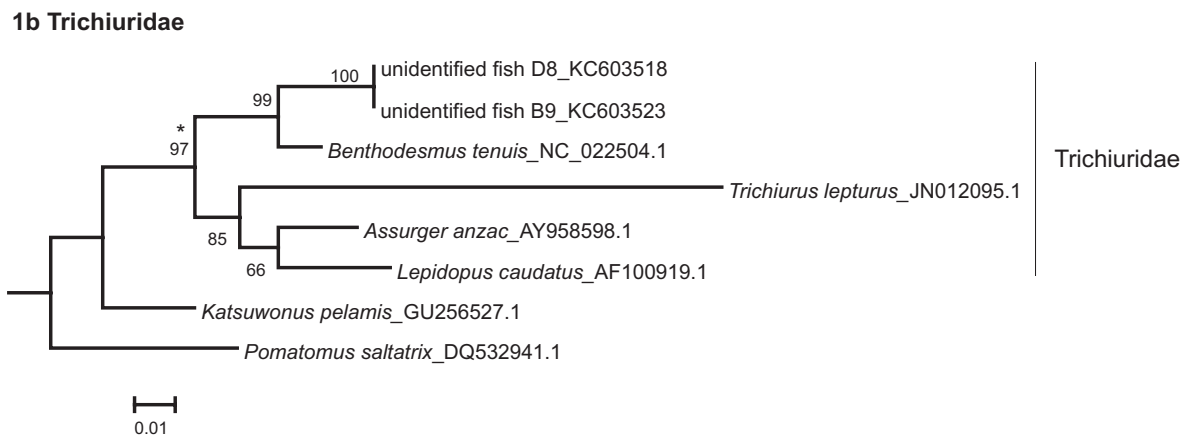 1b Trichiuridae
100
unidentified fish D8_KC603518
99
unidentified fish B9_KC603523
*
97
Benthodesmus tenuis_NC_022504.1
Trichiuridae
Trichiurus lepturus_JN012095.1
85
Assurger anzac_AY958598.1
66
Lepidopus caudatus_AF100919.1
Katsuwonus pelamis_GU256527.1
Pomatomus saltatrix_DQ532941.1
0.01